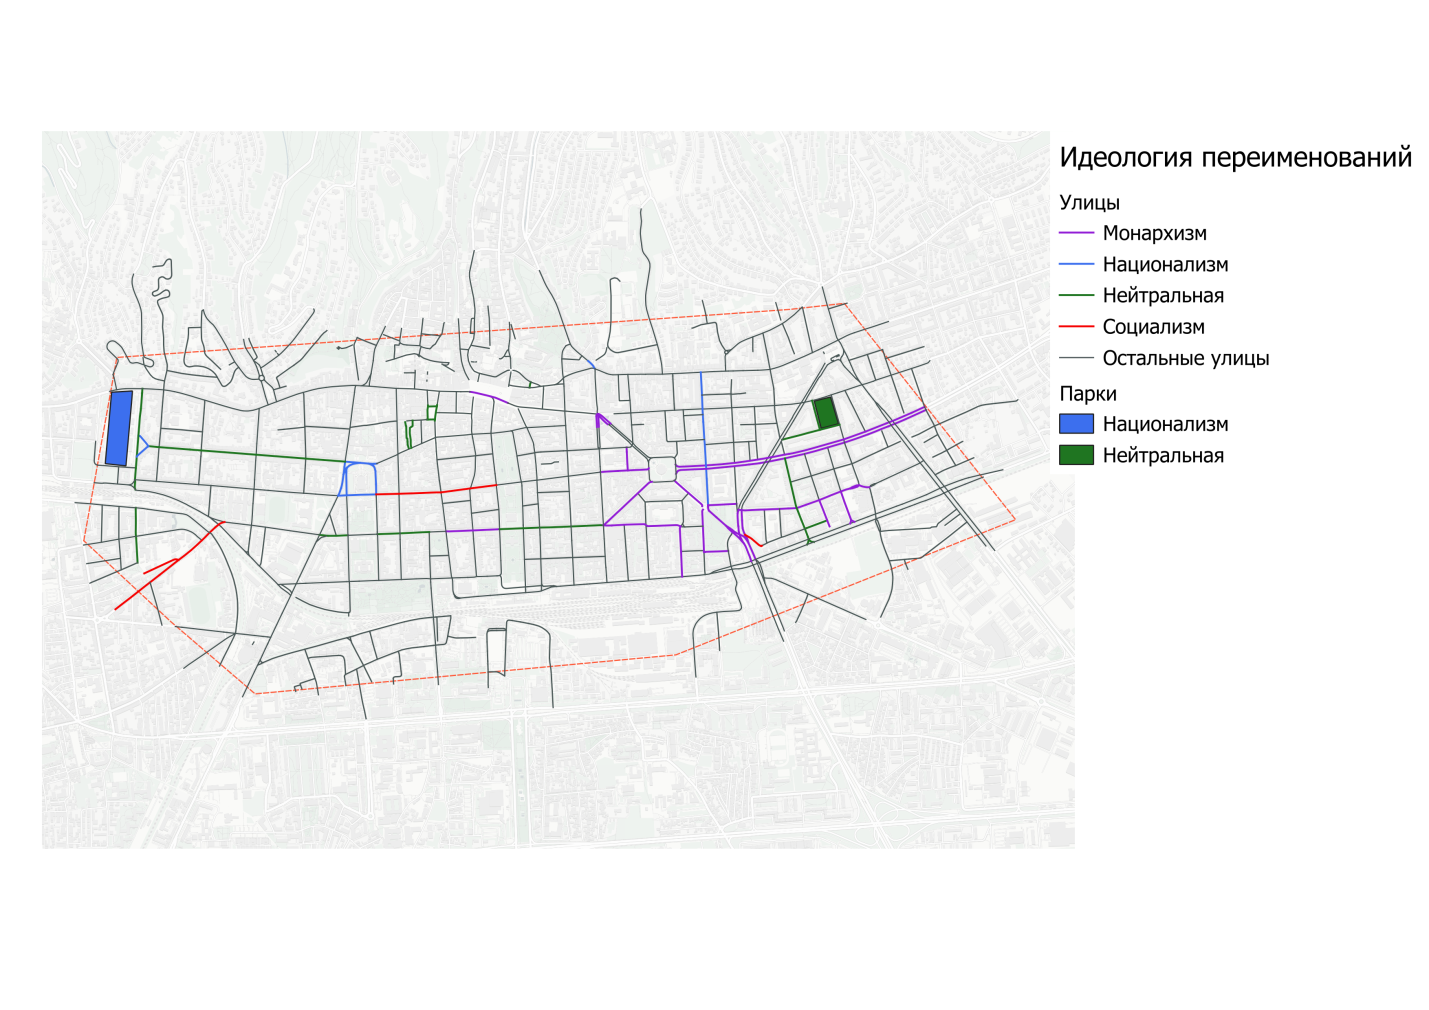 Идеология переименований
Улицы
Монархизм
Национализм
Нейтральная
Социализм
Остальные улицы
Парки
Национализм
Нейтральная